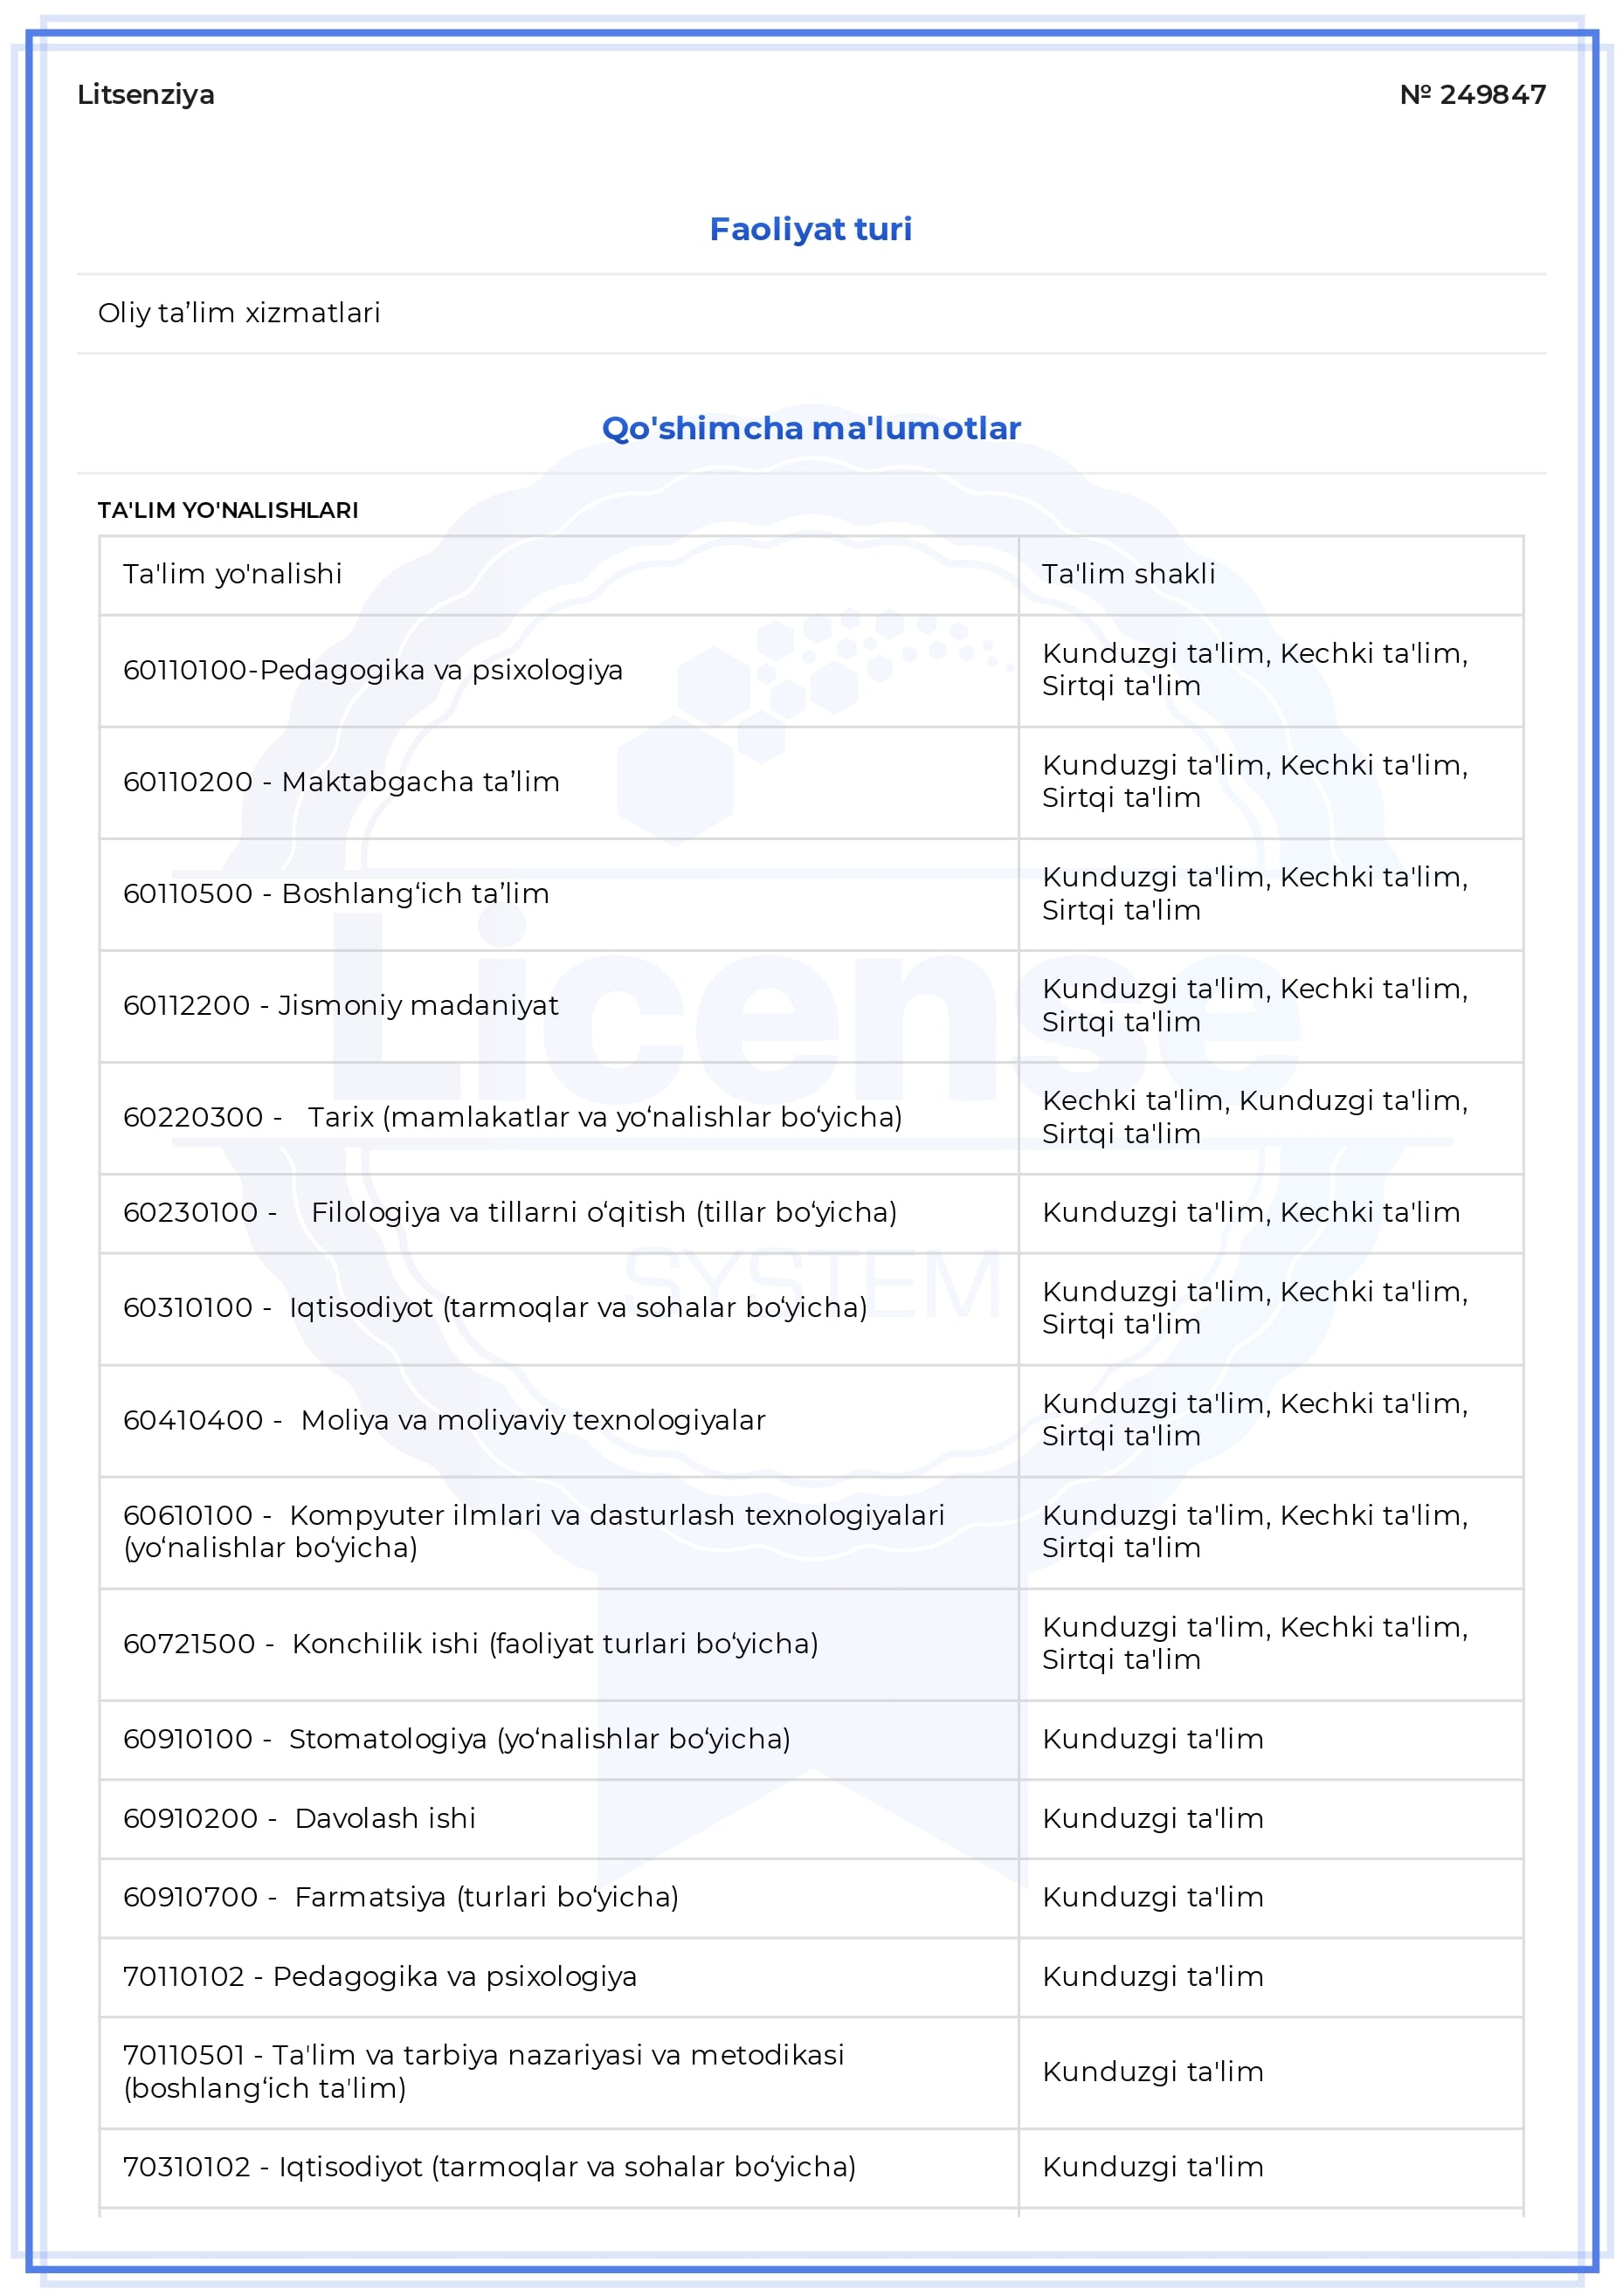 Litsenziya
№ 249847
Faoliyat turi
Oliy ta’lim xizmatlari
Qo'shimcha ma'lumotlar
TA'LIM YO'NALISHLARI
Ta'lim yo'nalishi
Ta'lim shakli
60110100-Pedagogika va psixologiya
Kunduzgi ta'lim, Kechki ta'lim,
Sirtqi ta'lim
60110200 - Maktabgacha ta’lim
Kunduzgi ta'lim, Kechki ta'lim,
Sirtqi ta'lim
60110500 - Boshlang‘ich ta’lim
Kunduzgi ta'lim, Kechki ta'lim,
Sirtqi ta'lim
License
60112200 - Jismoniy madaniyat
Kunduzgi ta'lim, Kechki ta'lim,
Sirtqi ta'lim
60220300 -   Tarix (mamlakatlar va yo‘nalishlar bo‘yicha)
Kechki ta'lim, Kunduzgi ta'lim,
Sirtqi ta'lim
60230100 -    Filologiya va tillarni o‘qitish (tillar bo‘yicha)
Kunduzgi ta'lim, Kechki ta'lim
SYSTEM
60310100 -  Iqtisodiyot (tarmoqlar va sohalar bo‘yicha)
Kunduzgi ta'lim, Kechki ta'lim,
Sirtqi ta'lim
60410400 -  Moliya va moliyaviy texnologiyalar
Kunduzgi ta'lim, Kechki ta'lim,
Sirtqi ta'lim
60610100 -  Kompyuter ilmlari va dasturlash texnologiyalari
(yo‘nalishlar bo‘yicha)
Kunduzgi ta'lim, Kechki ta'lim,
Sirtqi ta'lim
60721500 -  Konchilik ishi (faoliyat turlari bo‘yicha)
Kunduzgi ta'lim, Kechki ta'lim,
Sirtqi ta'lim
60910100 -  Stomatologiya (yo‘nalishlar bo‘yicha)
Kunduzgi ta'lim
60910200 -  Davolash ishi
Kunduzgi ta'lim
60910700 -  Farmatsiya (turlari bo‘yicha)
Kunduzgi ta'lim
70110102 - Pedagogika va psixologiya
Kunduzgi ta'lim
70110501 - Ta'lim va tarbiya nazariyasi va metodikasi
(boshlang‘ich ta'lim)
Kunduzgi ta'lim
70310102 - Iqtisodiyot (tarmoqlar va sohalar bo‘yicha)
Kunduzgi ta'lim